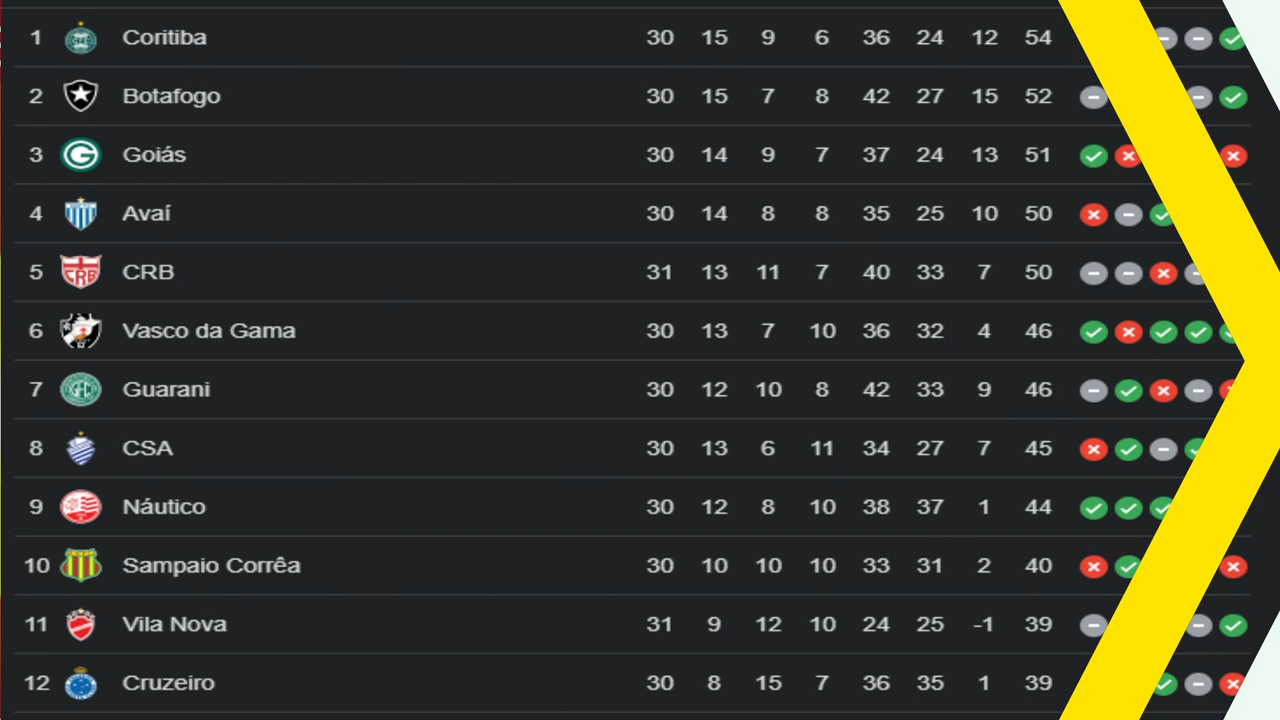 1 Coritiba 30 15 9 6 36 24 12 54
2 Botafogo 30 15 7 8 42 27 15 52
3 Goiás 30 14 9 7 37 24 13 51
4 Avaí 30 14 8 8 35 25 10 50
5 CRB 31 13 11 7 40 33 7 50
6 Vasco da Gama 30 13 7 10 36 32 4 46
7 Guarani 30 12 10 8 42 33 9 46
8 CSA 30 13 6 11 34 27 7 45
9 Náutico 30 12 8 10 38 37 1 44
10 Sampaio Corrêa 30 10 10 10 33 31 2 40
11 Vila Nova 31 9 12 10 24 25 -1 39
12 Cruzeiro 30 8 15 7 36 35 1 39